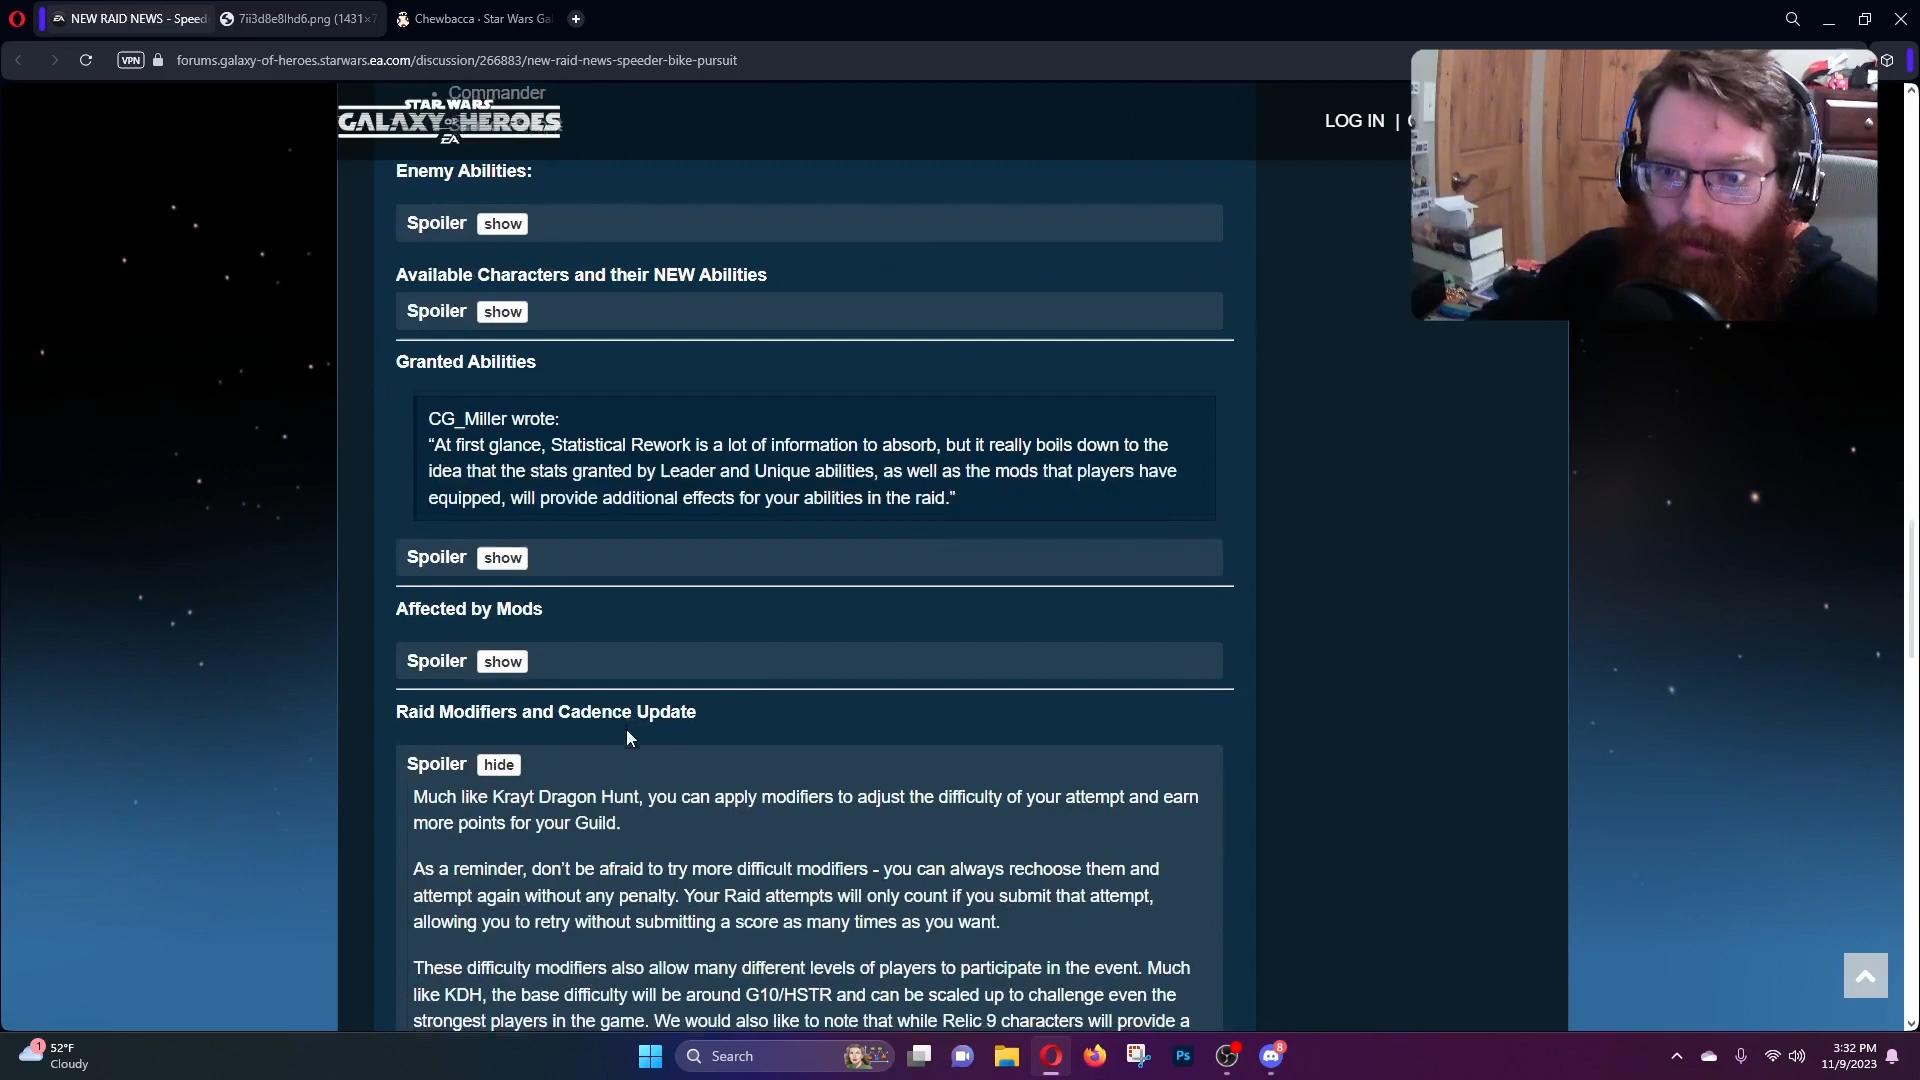 NEW RAID NEWS - Speed
7ii3d8e8lhd6.png (1431×7
Chewbacca · Star Wars Ga
VPN
forums.galaxy-of-heroes.starwars.ea.com/discussion/266883/new-raid-news-speeder-bike-pursuit
Commander
STAR WARS
GALAXY OF HEROES
EA
LOG IN |
Enemy Abilities:
Spoiler show
Available Characters and their NEW Abilities
Spoiler show
Granted Abilities
CG_Miller wrote:
“At first glance, Statistical Rework is a lot of information to absorb, but it really boils down to the
idea that the stats granted by Leader and Unique abilities, as well as the mods that players have
equipped, will provide additional effects for your abilities in the raid.”
Spoiler show
Affected by Mods
Spoiler show
Raid Modifiers and Cadence Update
Spoiler hide
Much like Krayt Dragon Hunt, you can apply modifiers to adjust the difficulty of your attempt and earn
more points for your Guild.
As a reminder, don’t be afraid to try more difficult modifiers - you can always rechoose them and
attempt again without any penalty. Your Raid attempts will only count if you submit that attempt,
allowing you to retry without submitting a score as many times as you want.
These difficulty modifiers also allow many different levels of players to participate in the event. Much
like KDH, the base difficulty will be around G10/HSTR and can be scaled up to challenge even the
strongest players in the game. We would also like to note that while Relic 9 characters will provide a
1
52°F
Cloudy
Search
Ps
8
3:32 PM
11/9/2023